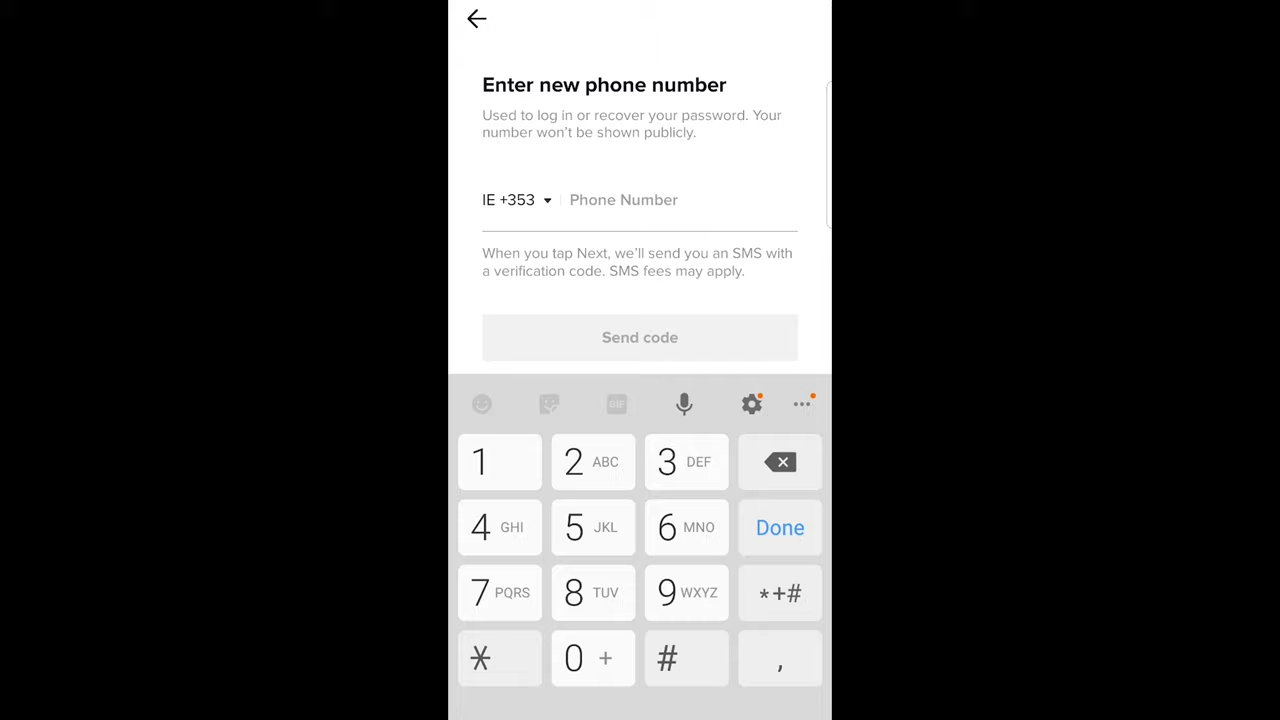 Enter new phone number
Used to log in or recover your password. Your
number won't be shown publicly.
IE +353 Phone Number
When you tap Next, we'll send you an SMS with
a verification code. SMS fees may apply.
Send code
GIF
1 2 ABC 3 DEF
4 GHI 5 JKL 6 MNO Done
7 PQRS 8 TUV 9 WXYZ *+#
* 0 + # ,